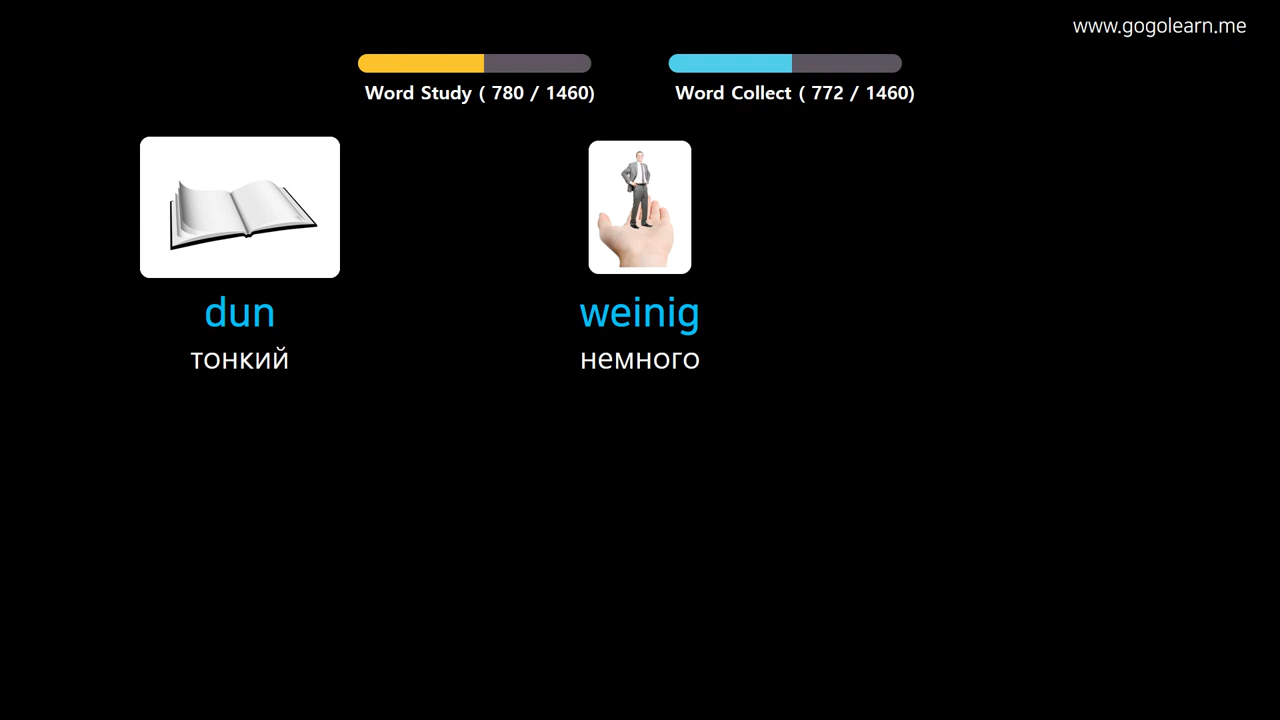 www.gogolearn.me
Word Study ( 780 / 1460)
Word Collect ( 772 / 1460)
dun
тонкий
weinig
немного